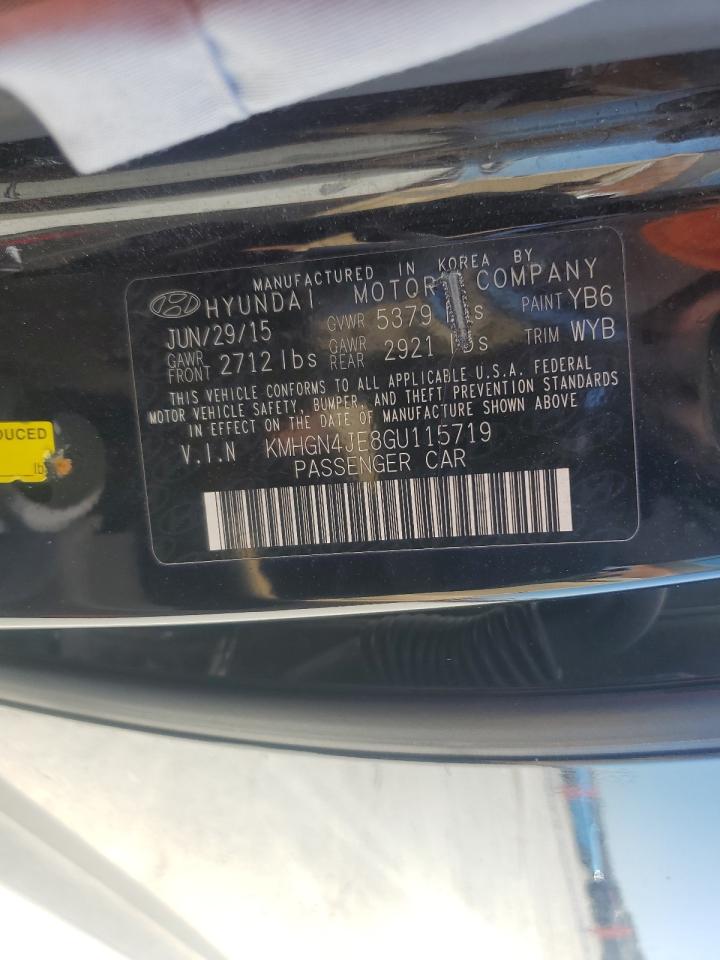 MANUFACTURED IN KOREA BY
HYUNDAI MOTOR COMPANY
JUN/29/15 GVWR 5379 PAINT YB6
GAWR FRONT 2712 lbs GAWR REAR 2921 lbs TRIM WYB
THIS VEHICLE CONFORMS TO ALL APPLICABLE U.S.A. FEDERAL
MOTOR VEHICLE SAFETY, BUMPER, AND THEFT PREVENTION STANDARDS
IN EFFECT ON THE DATE OF MANUFACTURE SHOWN ABOVE
V.I.N KMHGN4JE8GU115719
PASSENGER CAR
DUCED
lb